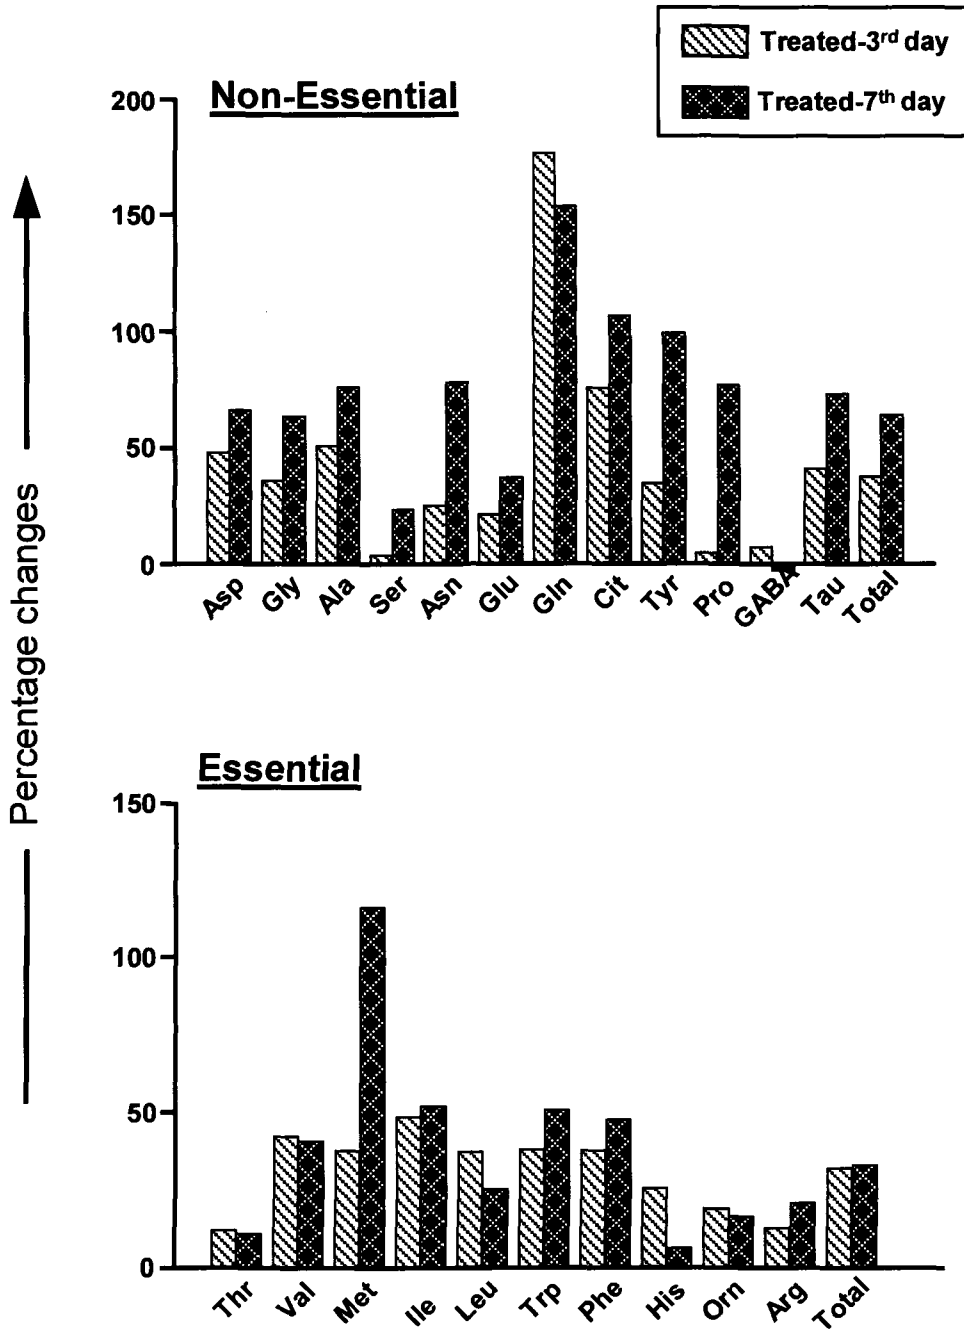 Treated-3rd day
Treated-7th day
Non-Essential
200
150
100
50
0
Asp Gly Ala Ser Asn Glu Gln Cit Tyr Pro GABA Tau Total
Percentage changes
Essential
150
100
50
0
Thr Val Met Ile Leu Trp Phe His Orn Arg Total